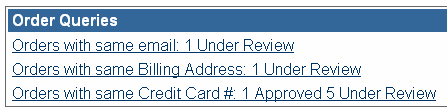 Order Queries
Orders with same email: 1 Under Review
Orders with same Billing Address: 1 Under Review
Orders with same Credit Card #: 1 Approved 5 Under Review